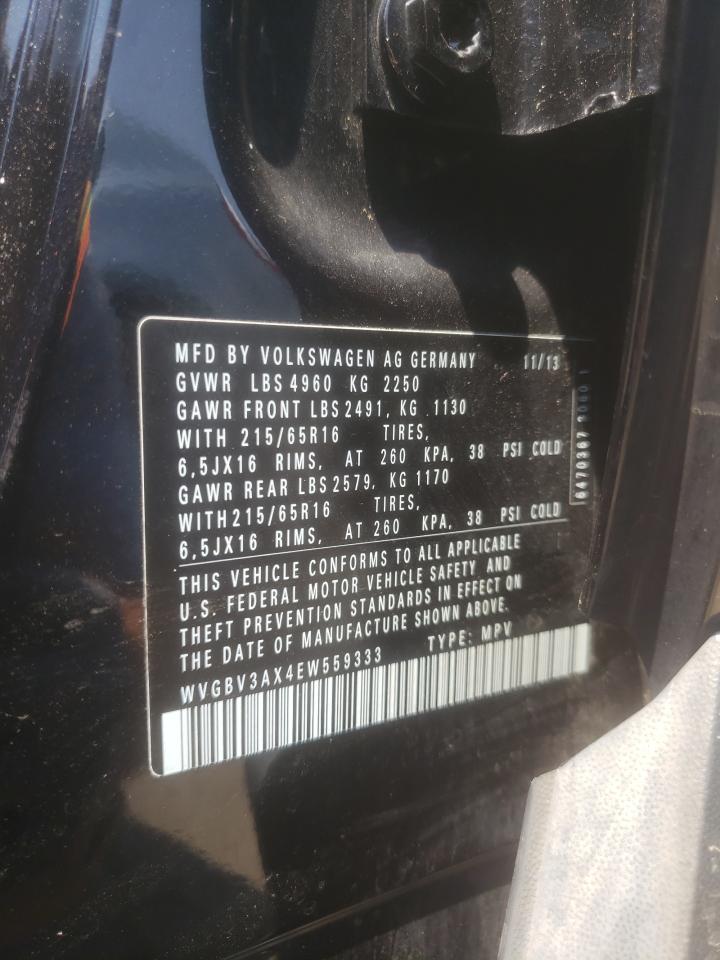 MFD BY VOLKSWAGEN AG GERMANY 11/13
GVWR LBS 4960 KG 2250
GAWR FRONT LBS 2491, KG 1130
WITH 215/65R16 TIRES,
6,5JX16 RIMS, AT 260 KPA, 38 PSI COLD
GAWR REAR LBS 2579, KG 1170
WITH 215/65R16 TIRES,
6,5JX16 RIMS, AT 260 KPA, 38 PSI COLD
THIS VEHICLE CONFORMS TO ALL APPLICABLE
U.S. FEDERAL MOTOR VEHICLE SAFETY AND
THEFT PREVENTION STANDARDS IN EFFECT ON
THE DATE OF MANUFACTURE SHOWN ABOVE.
WVGBV3AX4EW559333 TYPE: MPV
6470367